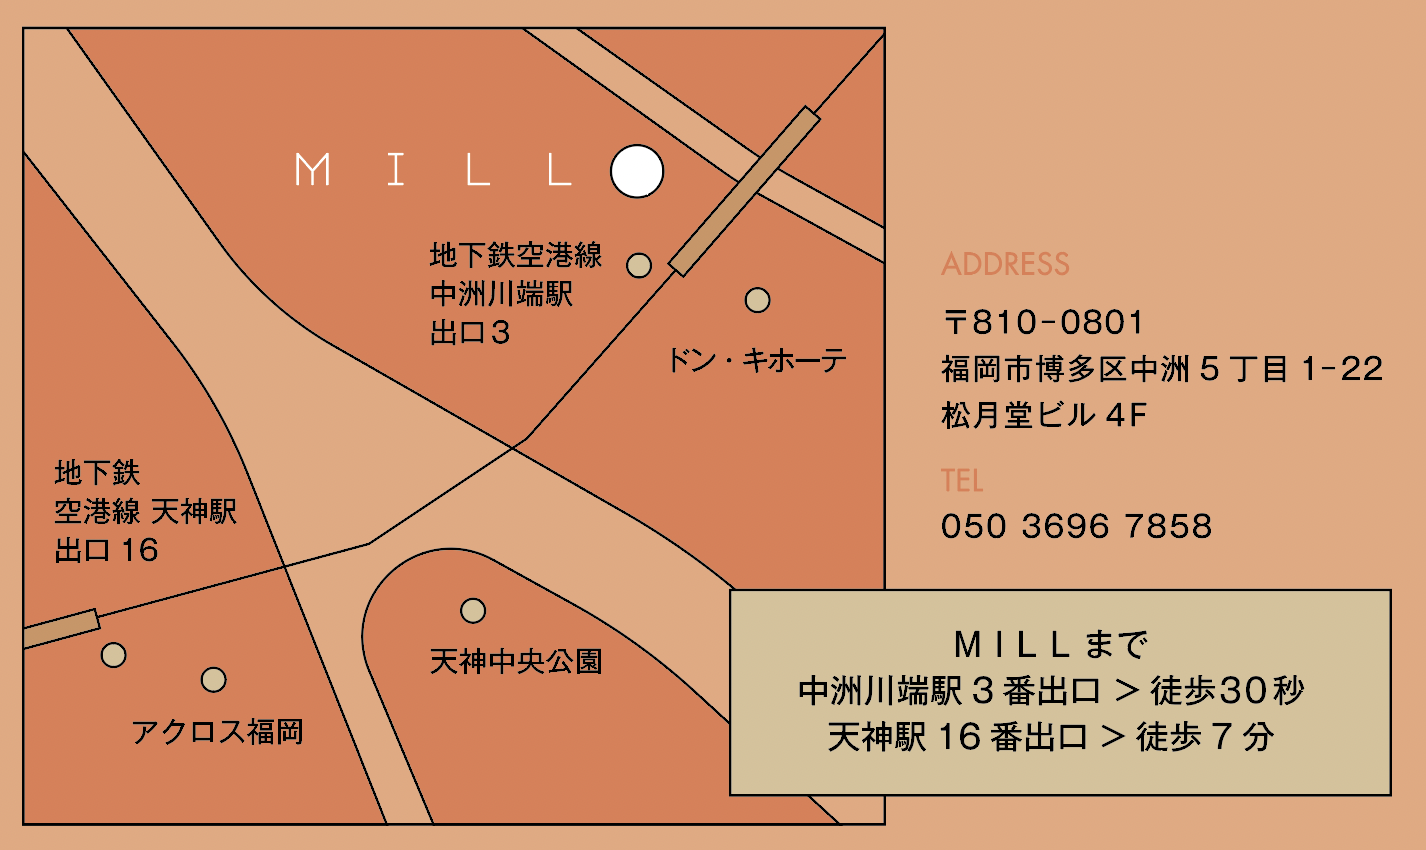 MILL
地下鉄空港線
中洲川端駅
出口3
ドン・キホーテ
地下鉄
空港線 天神駅
出口 16
天神中央公園
アクロス福岡
ADDRESS
〒810-0801
福岡市博多区中洲 5 丁目 1-22
松月堂ビル 4F
TEL
050 3696 7858
MILL まで
中洲川端駅 3 番出口 > 徒歩30秒
天神駅 16 番出口 > 徒歩 7 分